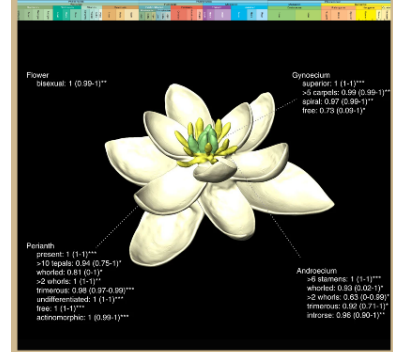 Flower
bisexual: 1 (0.99-1)**
Gynoecium
superior: 1 (1-1)***
>5 carpels: 0.99 (0.99-1)**
spiral: 0.97 (0.99-1)**
free: 0.73 (0.09-1)*
Perianth
present: 1 (1-1)***
>10 tepals: 0.94 (0.75-1)*
whorled: 0.81 (0-1)*
>2 whorls: 1 (1-1)**
trimerous: 0.98 (0.97-0.99)***
undifferentiated: 1 (1-1)***
free: 1 (1-1)***
actinomorphic: 1 (0.99-1)***
Androecium
>6 stamens: 1 (1-1)***
whorled: 0.93 (0.02-1)*
>2 whorls: 0.63 (0-0.99)*
trimerous: 0.92 (0.71-1)*
introrse: 0.96 (0.90-1)**